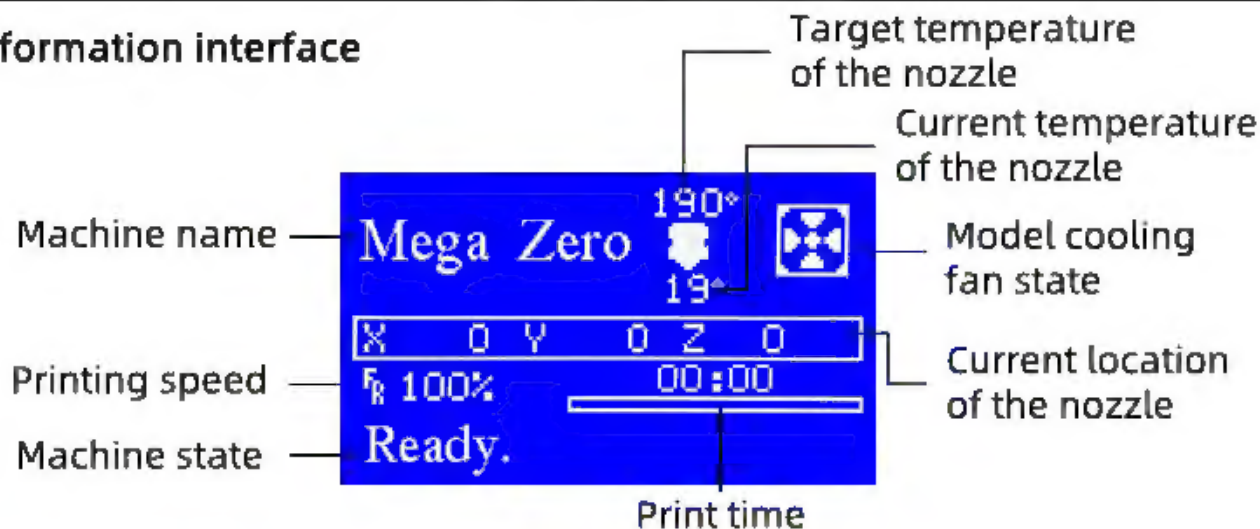 formation interface
Target temperature
of the nozzle
Current temperature
of the nozzle
Machine name
Mega Zero
190°
19°
Model cooling
fan state
X 0 Y 0 Z 0
Current location
of the nozzle
Printing speed
FR 100%
00:00
Machine state
Ready.
Print time